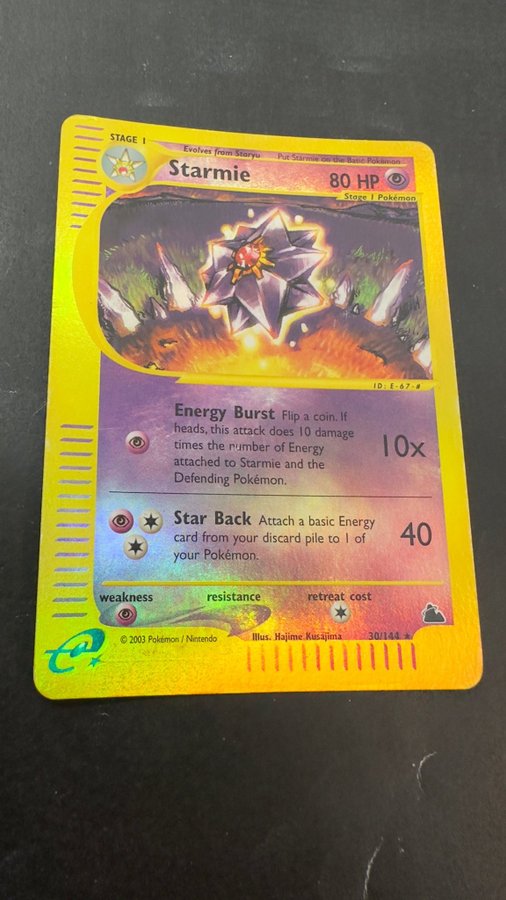 STAGE 1
Evolves from Staryu Put Starmie on the Basic Pokémon
Starmie 80 HP
Stage 1 Pokémon
ID: E-67-#
Energy Burst Flip a coin. If
heads, this attack does 10 damage
times the number of Energy
attached to Starmie and the
Defending Pokémon.
10x
Star Back Attach a basic Energy
card from your discard pile to 1 of
your Pokémon.
40
weakness resistance retreat cost
© 2003 Pokémon / Nintendo Illus. Hajime Kusajima 30/144 ★
e